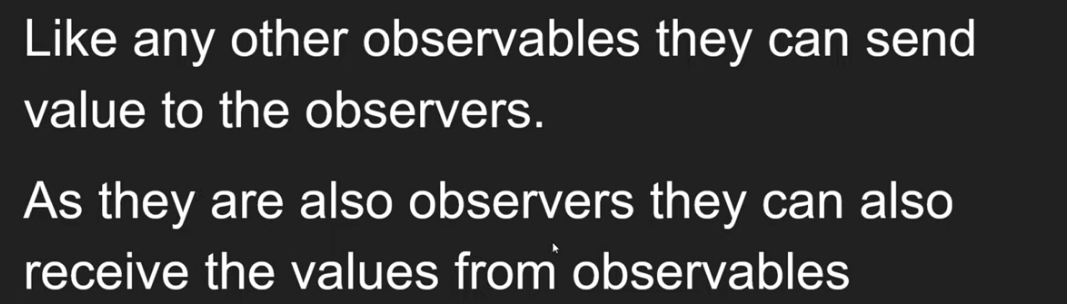 Like any other observables they can send
value to the observers.
As they are also observers they can also
receive the values from observables